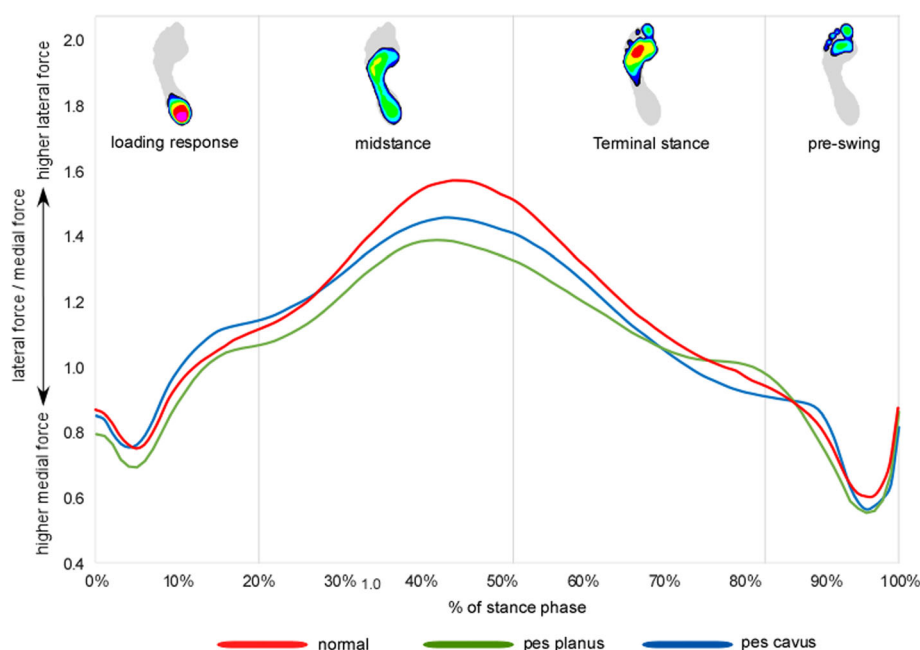 2.0
1.8
1.6
1.4
1.2
1.0
0.8
0.6
0.4
higher lateral force
lateral force / medial force
higher medial force
loading response
midstance
Terminal stance
pre-swing
0%
10%
20%
30%
1.0
40%
50%
60%
70%
80%
90%
100%
% of stance phase
normal
pes planus
pes cavus